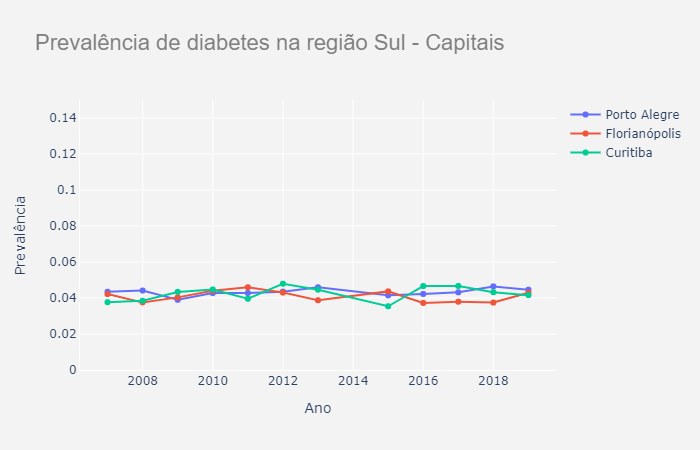 Prevalência de diabetes na região Sul - Capitais
Porto Alegre
Florianópolis
Curitiba
0.14
0.12
0.1
0.08
0.06
0.04
0.02
0
Prevalência
2008
2010
2012
2014
2016
2018
Ano